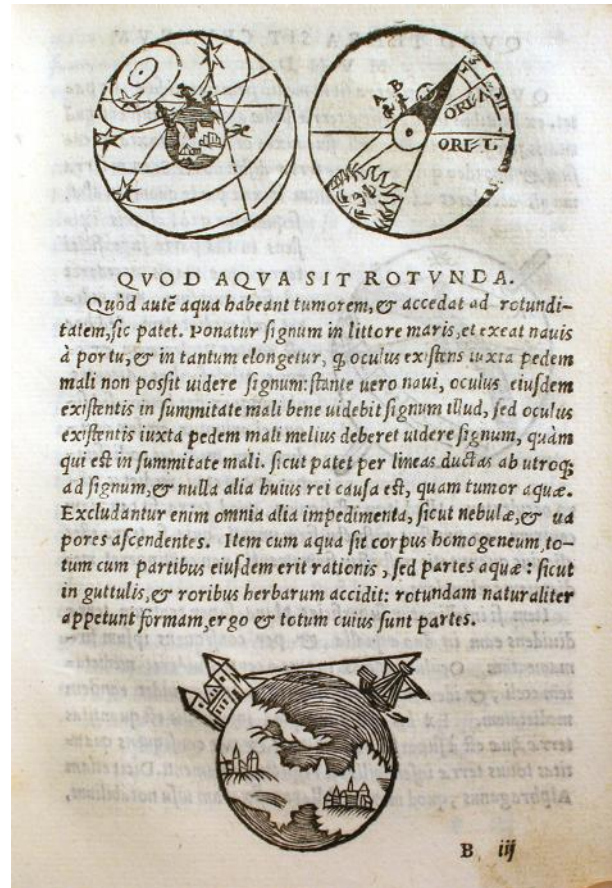 A B
ORI
ORI
QVOD AQVA SIT ROTVNDA.
Quòd autē aqua habeant tumorem, & accedat ad rotundi-
tatem, sic patet. Ponatur signum in littore maris, et exeat nauis
à portu, & in tantum elongetur, q̨ oculus existens iuxta pedem
mali non possit uidere signum: stante uero naui, oculus eiusdem
existentis in summitate mali bene uidebit signum illud, sed oculus
existentis iuxta pedem mali melius deberet uidere signum, quàm
qui est in summitate mali. sicut patet per lineas ductas ab utroq;
ad signum, & nulla alia huius rei causa est, quam tumor aquæ.
Excludantur enim omnia alia impedimenta, sicut nebulæ, & ua
pores ascendentes. Item cum aqua sit corpus homogeneum, to-
tum cum partibus eiusdem erit rationis, sed partes aquæ: sicut
in guttulis, & roribus herbarum accidit: rotundam naturaliter
appetunt formam, ergo & totum cuius sunt partes.
B iij